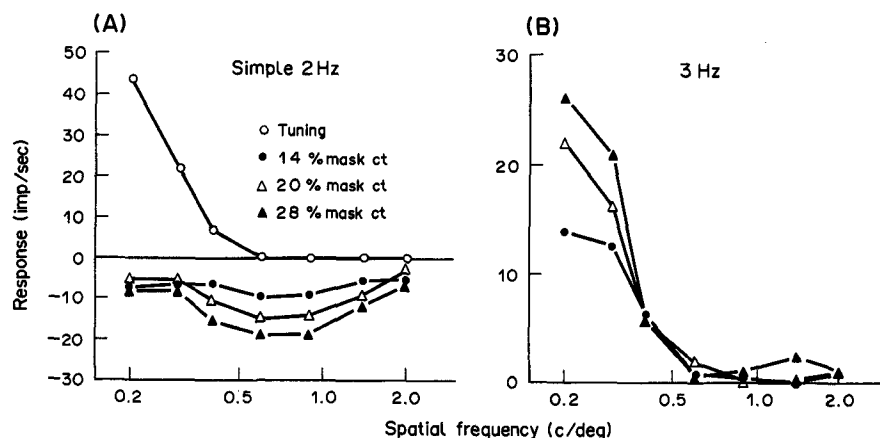 (A)
Simple 2 Hz
Tuning
14 % mask ct
20 % mask ct
28 % mask ct
Response (imp/sec)
50
40
30
20
10
0
−10
−20
−30
0.2
0.5
1.0
2.0
(B)
3 Hz
30
20
10
0
0.2
0.5
1.0
2.0
Spatial frequency (c/deg)